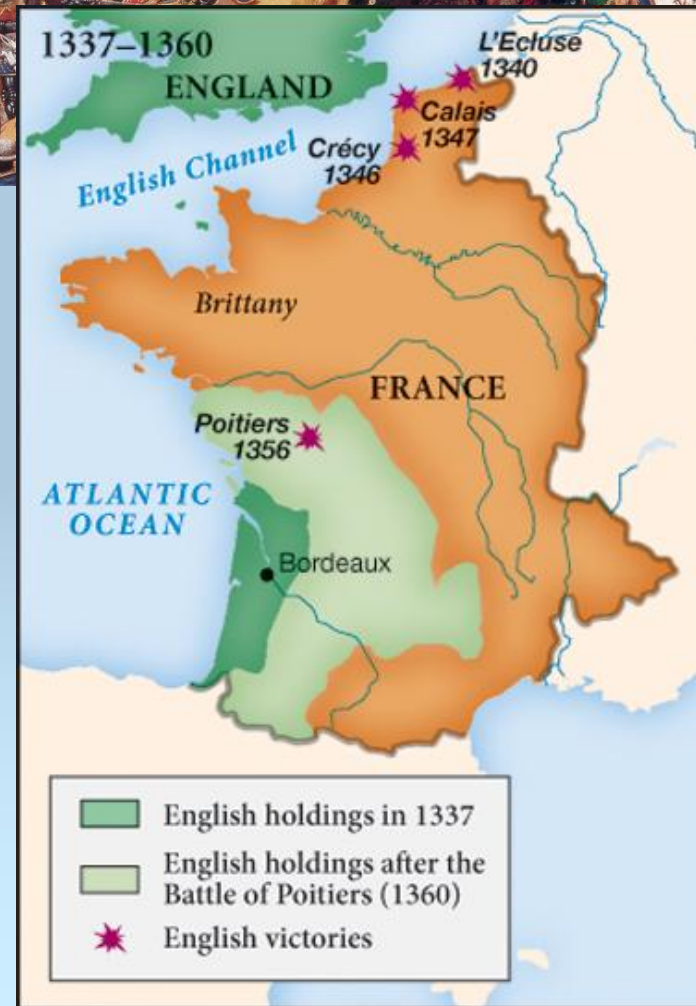 1337–1360
ENGLAND
L'Ecluse
1340
Calais
1347
Crécy
1346
English Channel
Brittany
FRANCE
Poitiers
1356
ATLANTIC
OCEAN
Bordeaux
English holdings in 1337
English holdings after the
Battle of Poitiers (1360)
English victories